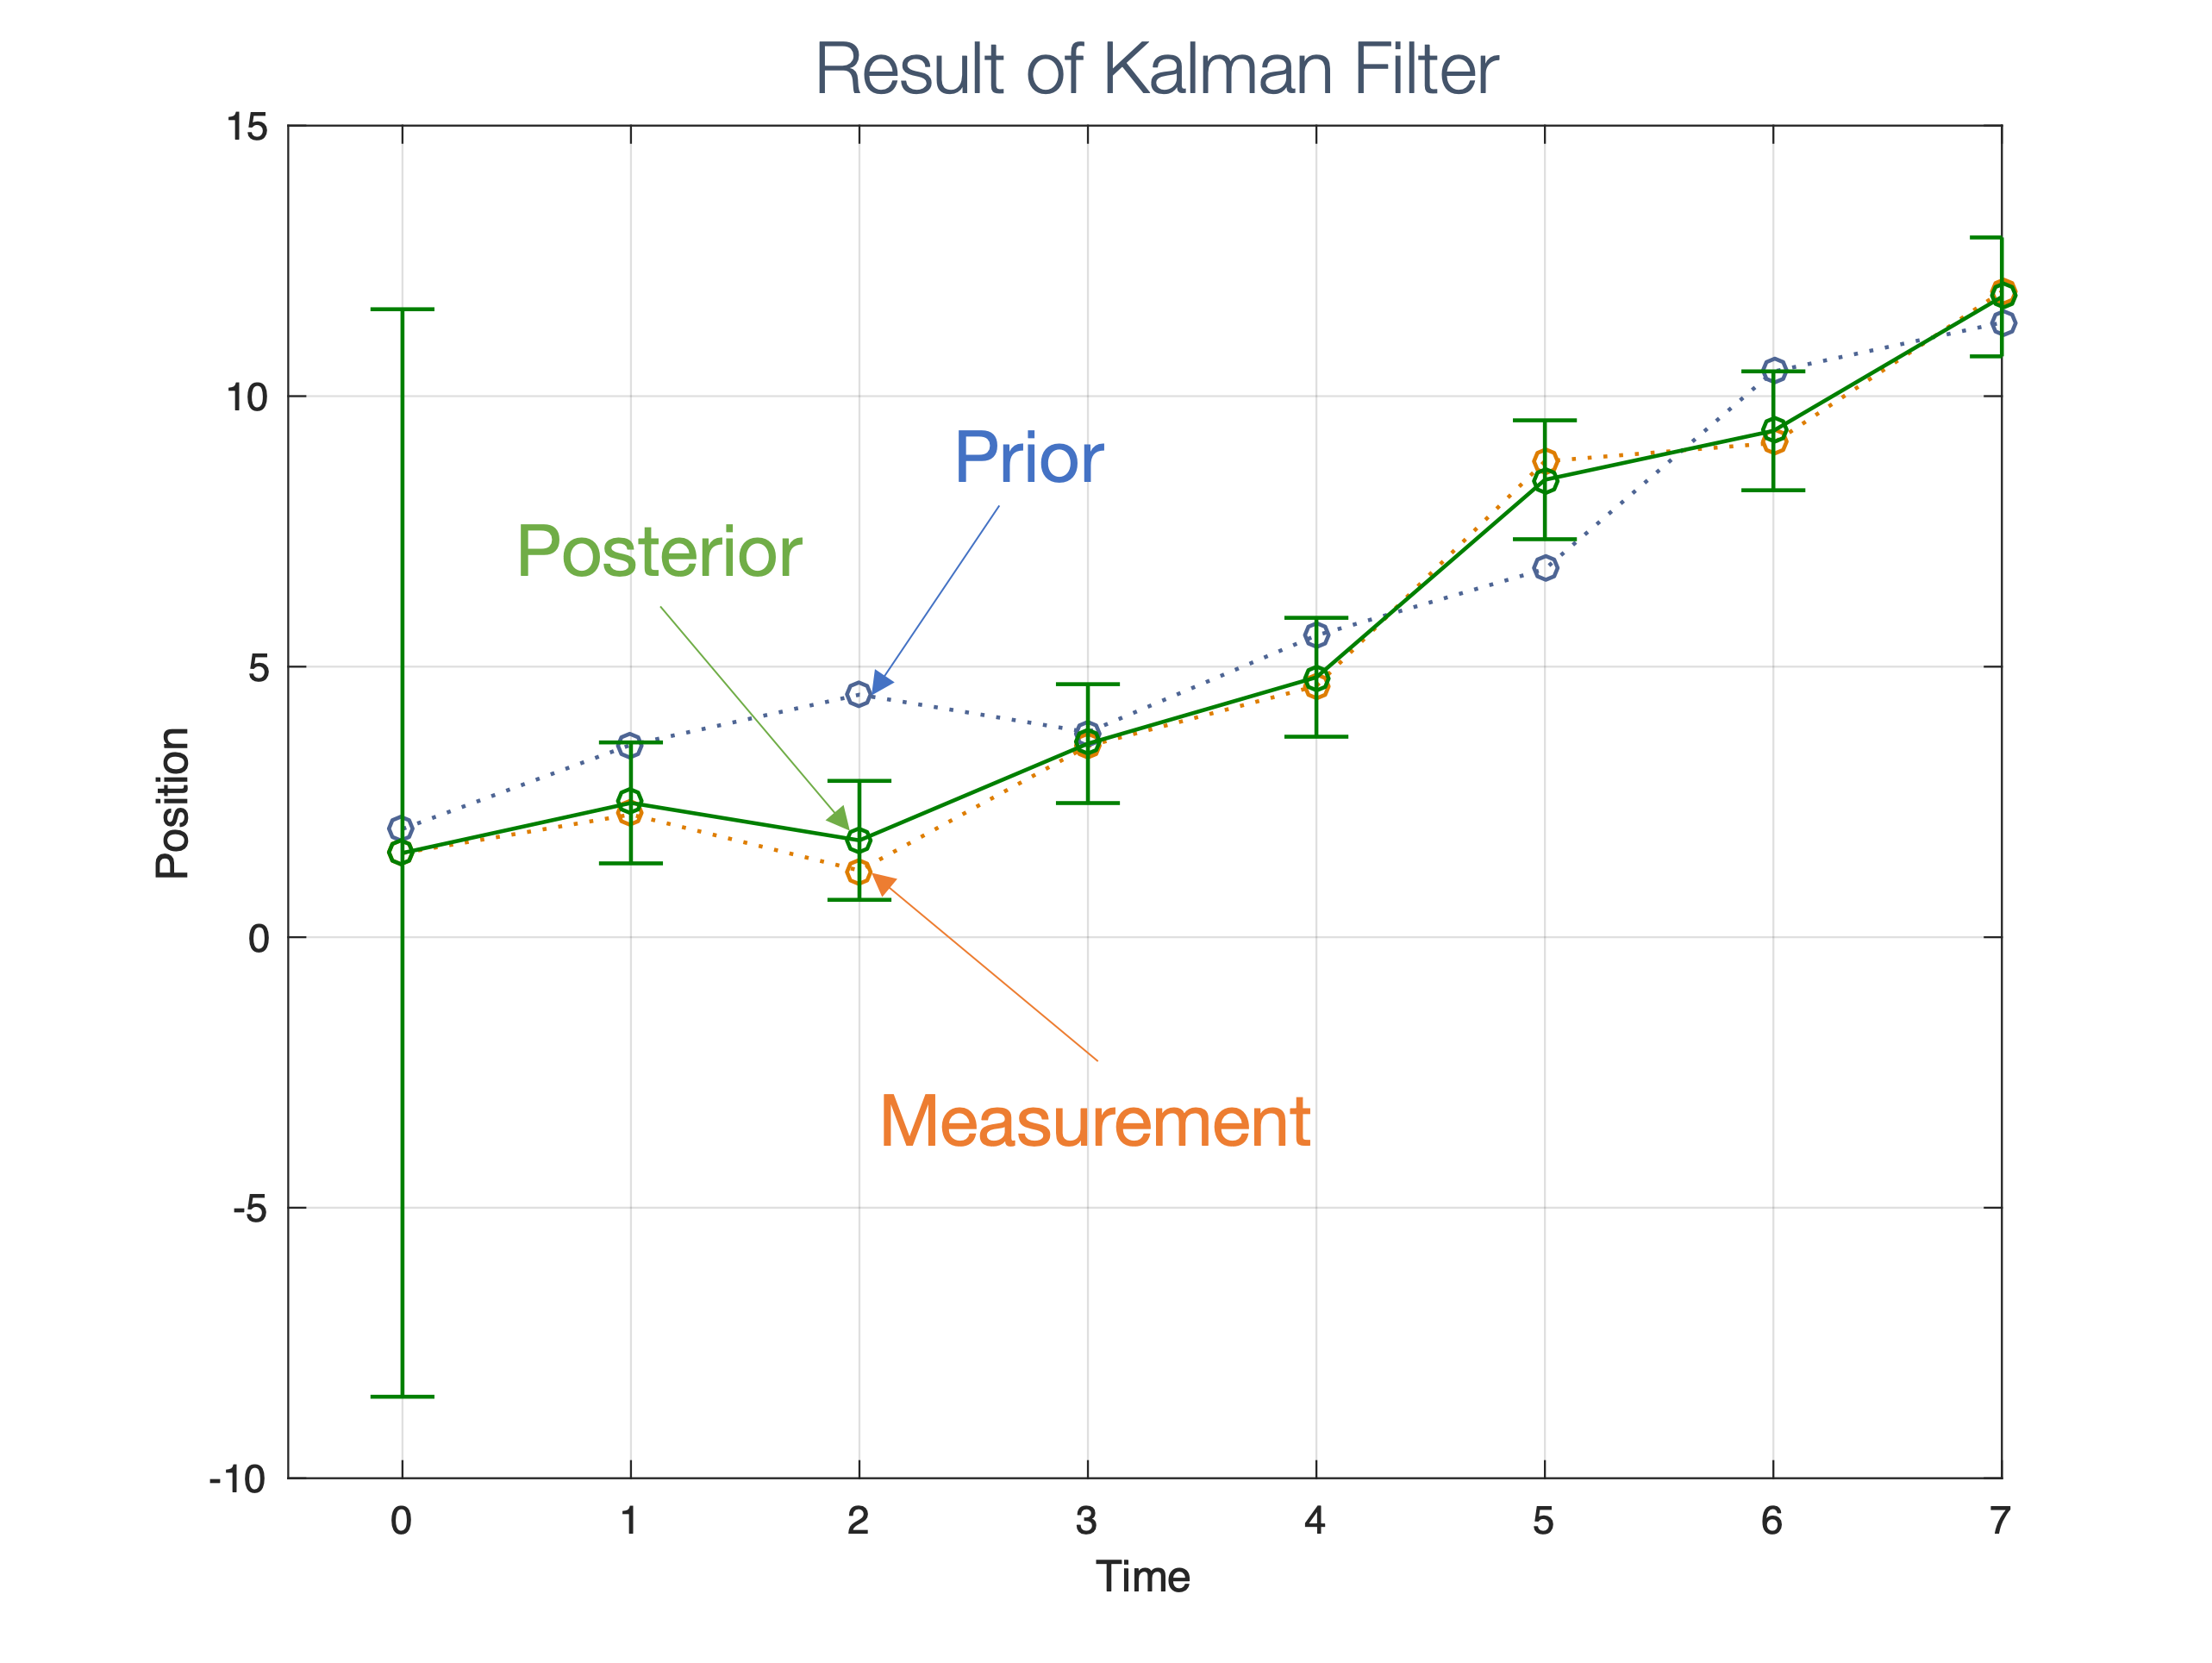 Result of Kalman Filter
15
10
5
0
-5
-10
Position
Prior
Posterior
Measurement
0 1 2 3 4 5 6 7
Time